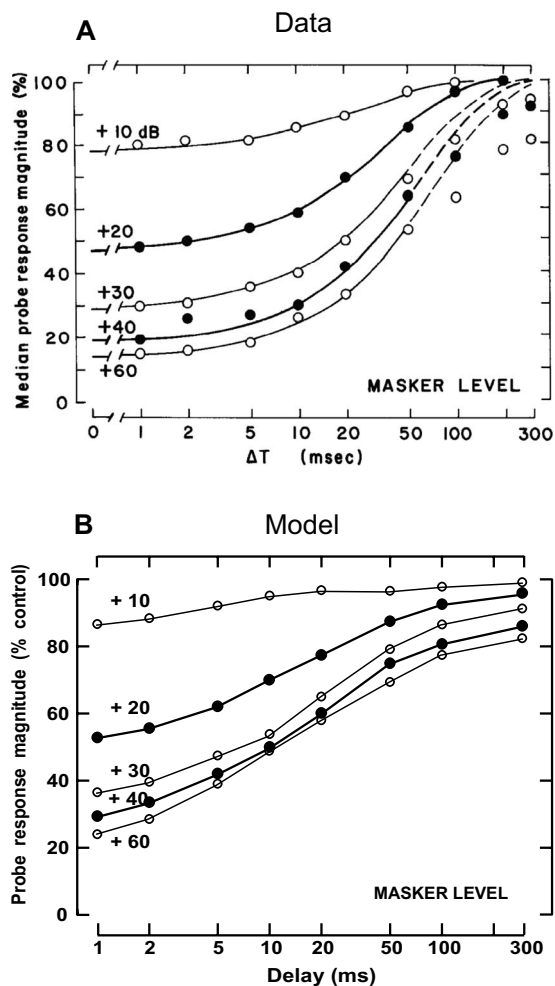 Data
A
Median probe response magnitude (%)
100
80
60
40
20
0
+ 10 dB
+20
+30
+40
+60
MASKER LEVEL
0 1 2 5 10 20 50 100 300
ΔT (msec)
B
Model
Probe response magnitude (% control)
100
80
60
40
20
0
+ 10
+ 20
+ 30
+ 40
+ 60
MASKER LEVEL
1 2 5 10 20 50 100 300
Delay (ms)